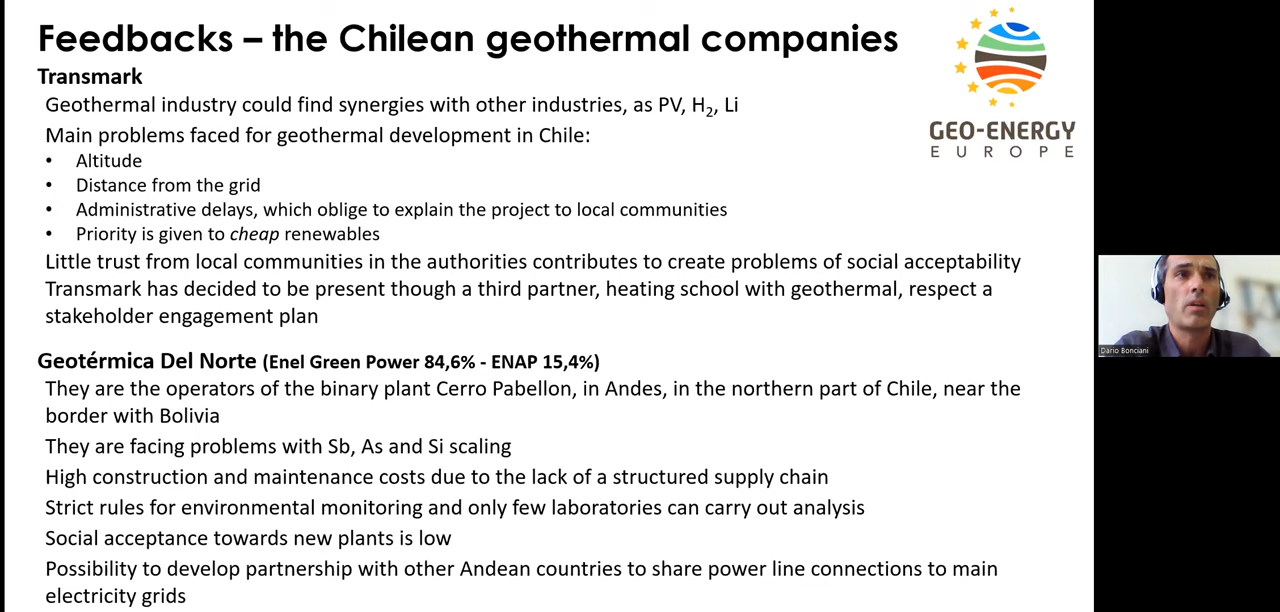 Feedbacks – the Chilean geothermal companies
Transmark
Geothermal industry could find synergies with other industries, as PV, H₂, Li
Main problems faced for geothermal development in Chile:
• Altitude
• Distance from the grid
• Administrative delays, which oblige to explain the project to local communities
• Priority is given to cheap renewables
Little trust from local communities in the authorities contributes to create problems of social acceptability
Transmark has decided to be present though a third partner, heating school with geothermal, respect a
stakeholder engagement plan
Geotérmica Del Norte (Enel Green Power 84,6% - ENAP 15,4%)
They are the operators of the binary plant Cerro Pabellon, in Andes, in the northern part of Chile, near the
border with Bolivia
They are facing problems with Sb, As and Si scaling
High construction and maintenance costs due to the lack of a structured supply chain
Strict rules for environmental monitoring and only few laboratories can carry out analysis
Social acceptance towards new plants is low
Possibility to develop partnership with other Andean countries to share power line connections to main
electricity grids
GEO-ENERGY
EUROPE
Dario Bonciani